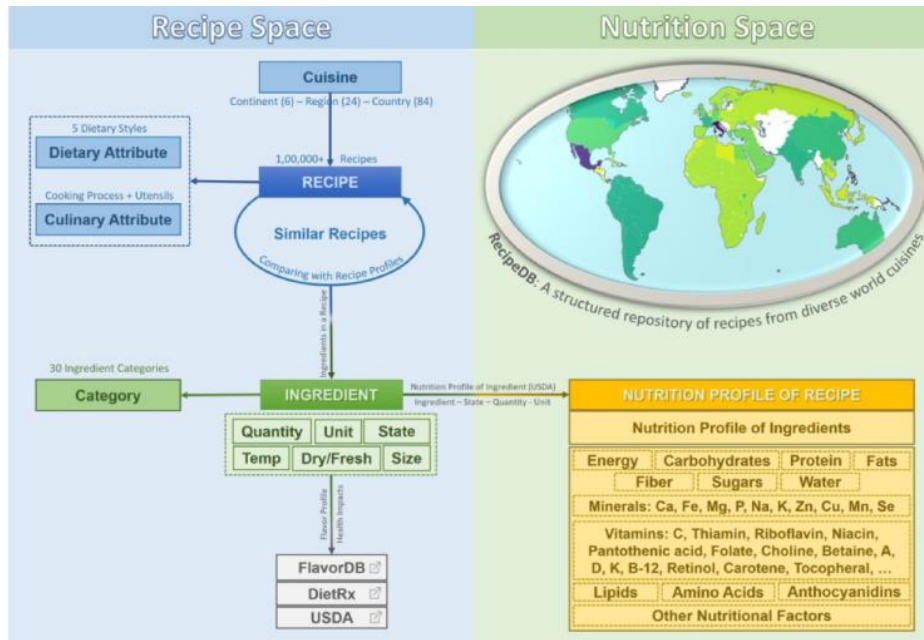 Recipe Space
Nutrition Space
Cuisine
Continent (6) – Region (24) – Country (84)
5 Dietary Styles
Dietary Attribute
Cooking Process + Utensils
Culinary Attribute
1,00,000+ Recipes
RECIPE
Similar Recipes
Comparing with Recipe Profiles
Ingredients in a Recipe
RecipeDB: A structured repository of recipes from diverse world cuisines
30 Ingredient Categories
Category
INGREDIENT
Nutrition Profile of Ingredient (USDA)
Ingredient – State – Quantity - Unit
Quantity Unit State
Temp Dry/Fresh Size
Flavor Profile
Health Impacts
FlavorDB
DietRx
USDA
NUTRITION PROFILE OF RECIPE
Nutrition Profile of Ingredients
Energy Carbohydrates Protein Fats
Fiber Sugars Water
Minerals: Ca, Fe, Mg, P, Na, K, Zn, Cu, Mn, Se
Vitamins: C, Thiamin, Riboflavin, Niacin,
Pantothenic acid, Folate, Choline, Betaine, A,
D, K, B-12, Retinol, Carotene, Tocopheral, ...
Lipids Amino Acids Anthocyanidins
Other Nutritional Factors